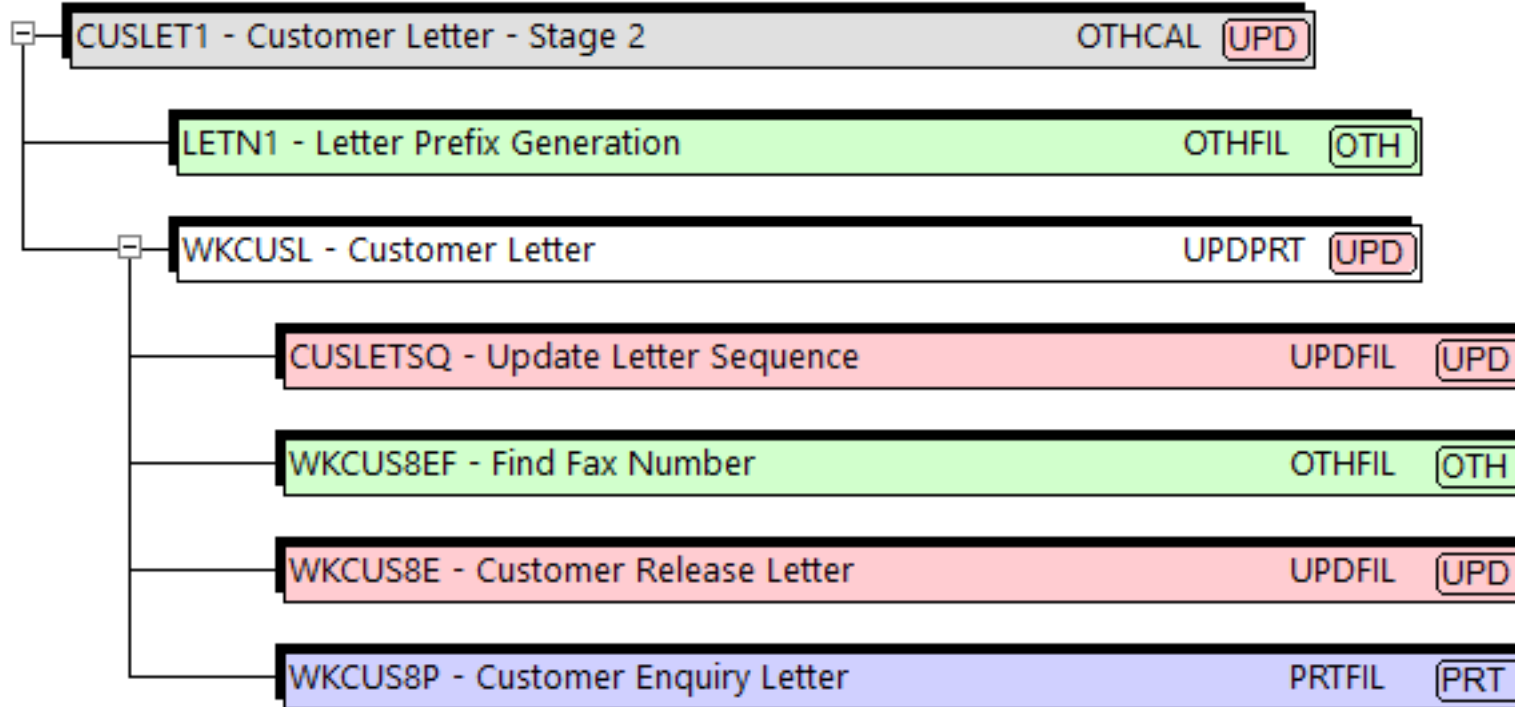 CUSLET1 - Customer Letter - Stage 2 OTHCAL UPD
LETN1 - Letter Prefix Generation OTHFIL OTH
WKCUSL - Customer Letter UPDPRT UPD
CUSLETSQ - Update Letter Sequence UPDFIL UPD
WKCUS8EF - Find Fax Number OTHFIL OTH
WKCUS8E - Customer Release Letter UPDFIL UPD
WKCUS8P - Customer Enquiry Letter PRTFIL PRT